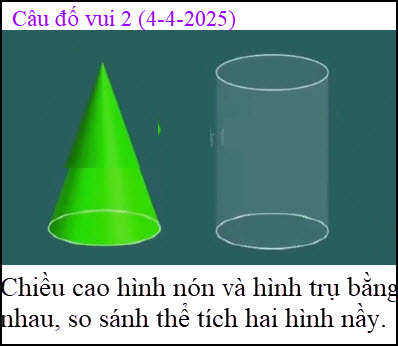 Câu đố vui 2 (4-4-2025)
Chiều cao hình nón và hình trụ bằng
nhau, so sánh thể tích hai hình nầy.